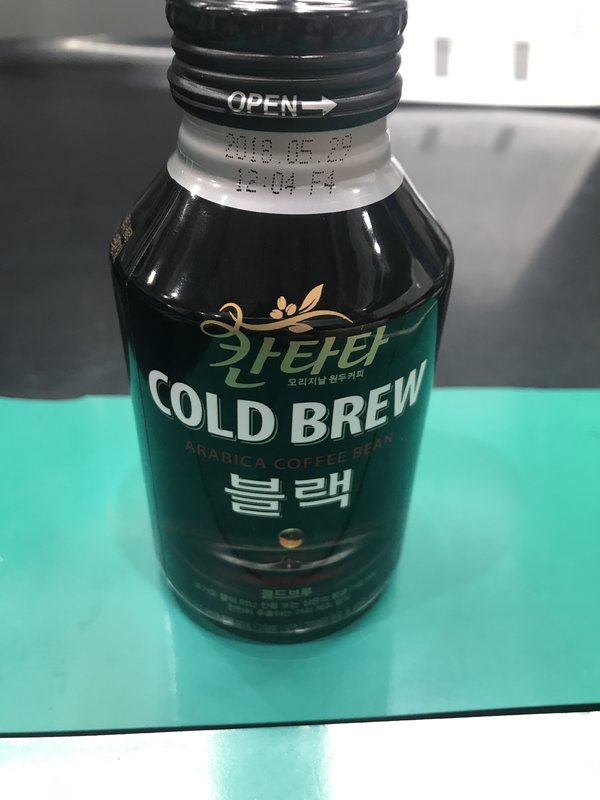 OPEN→
2018.05.29
12:04 F4
칸타타
오리지날 원두커피
COLD BREW
ARABICA COFFEE BEAN
블랙
콜드브루